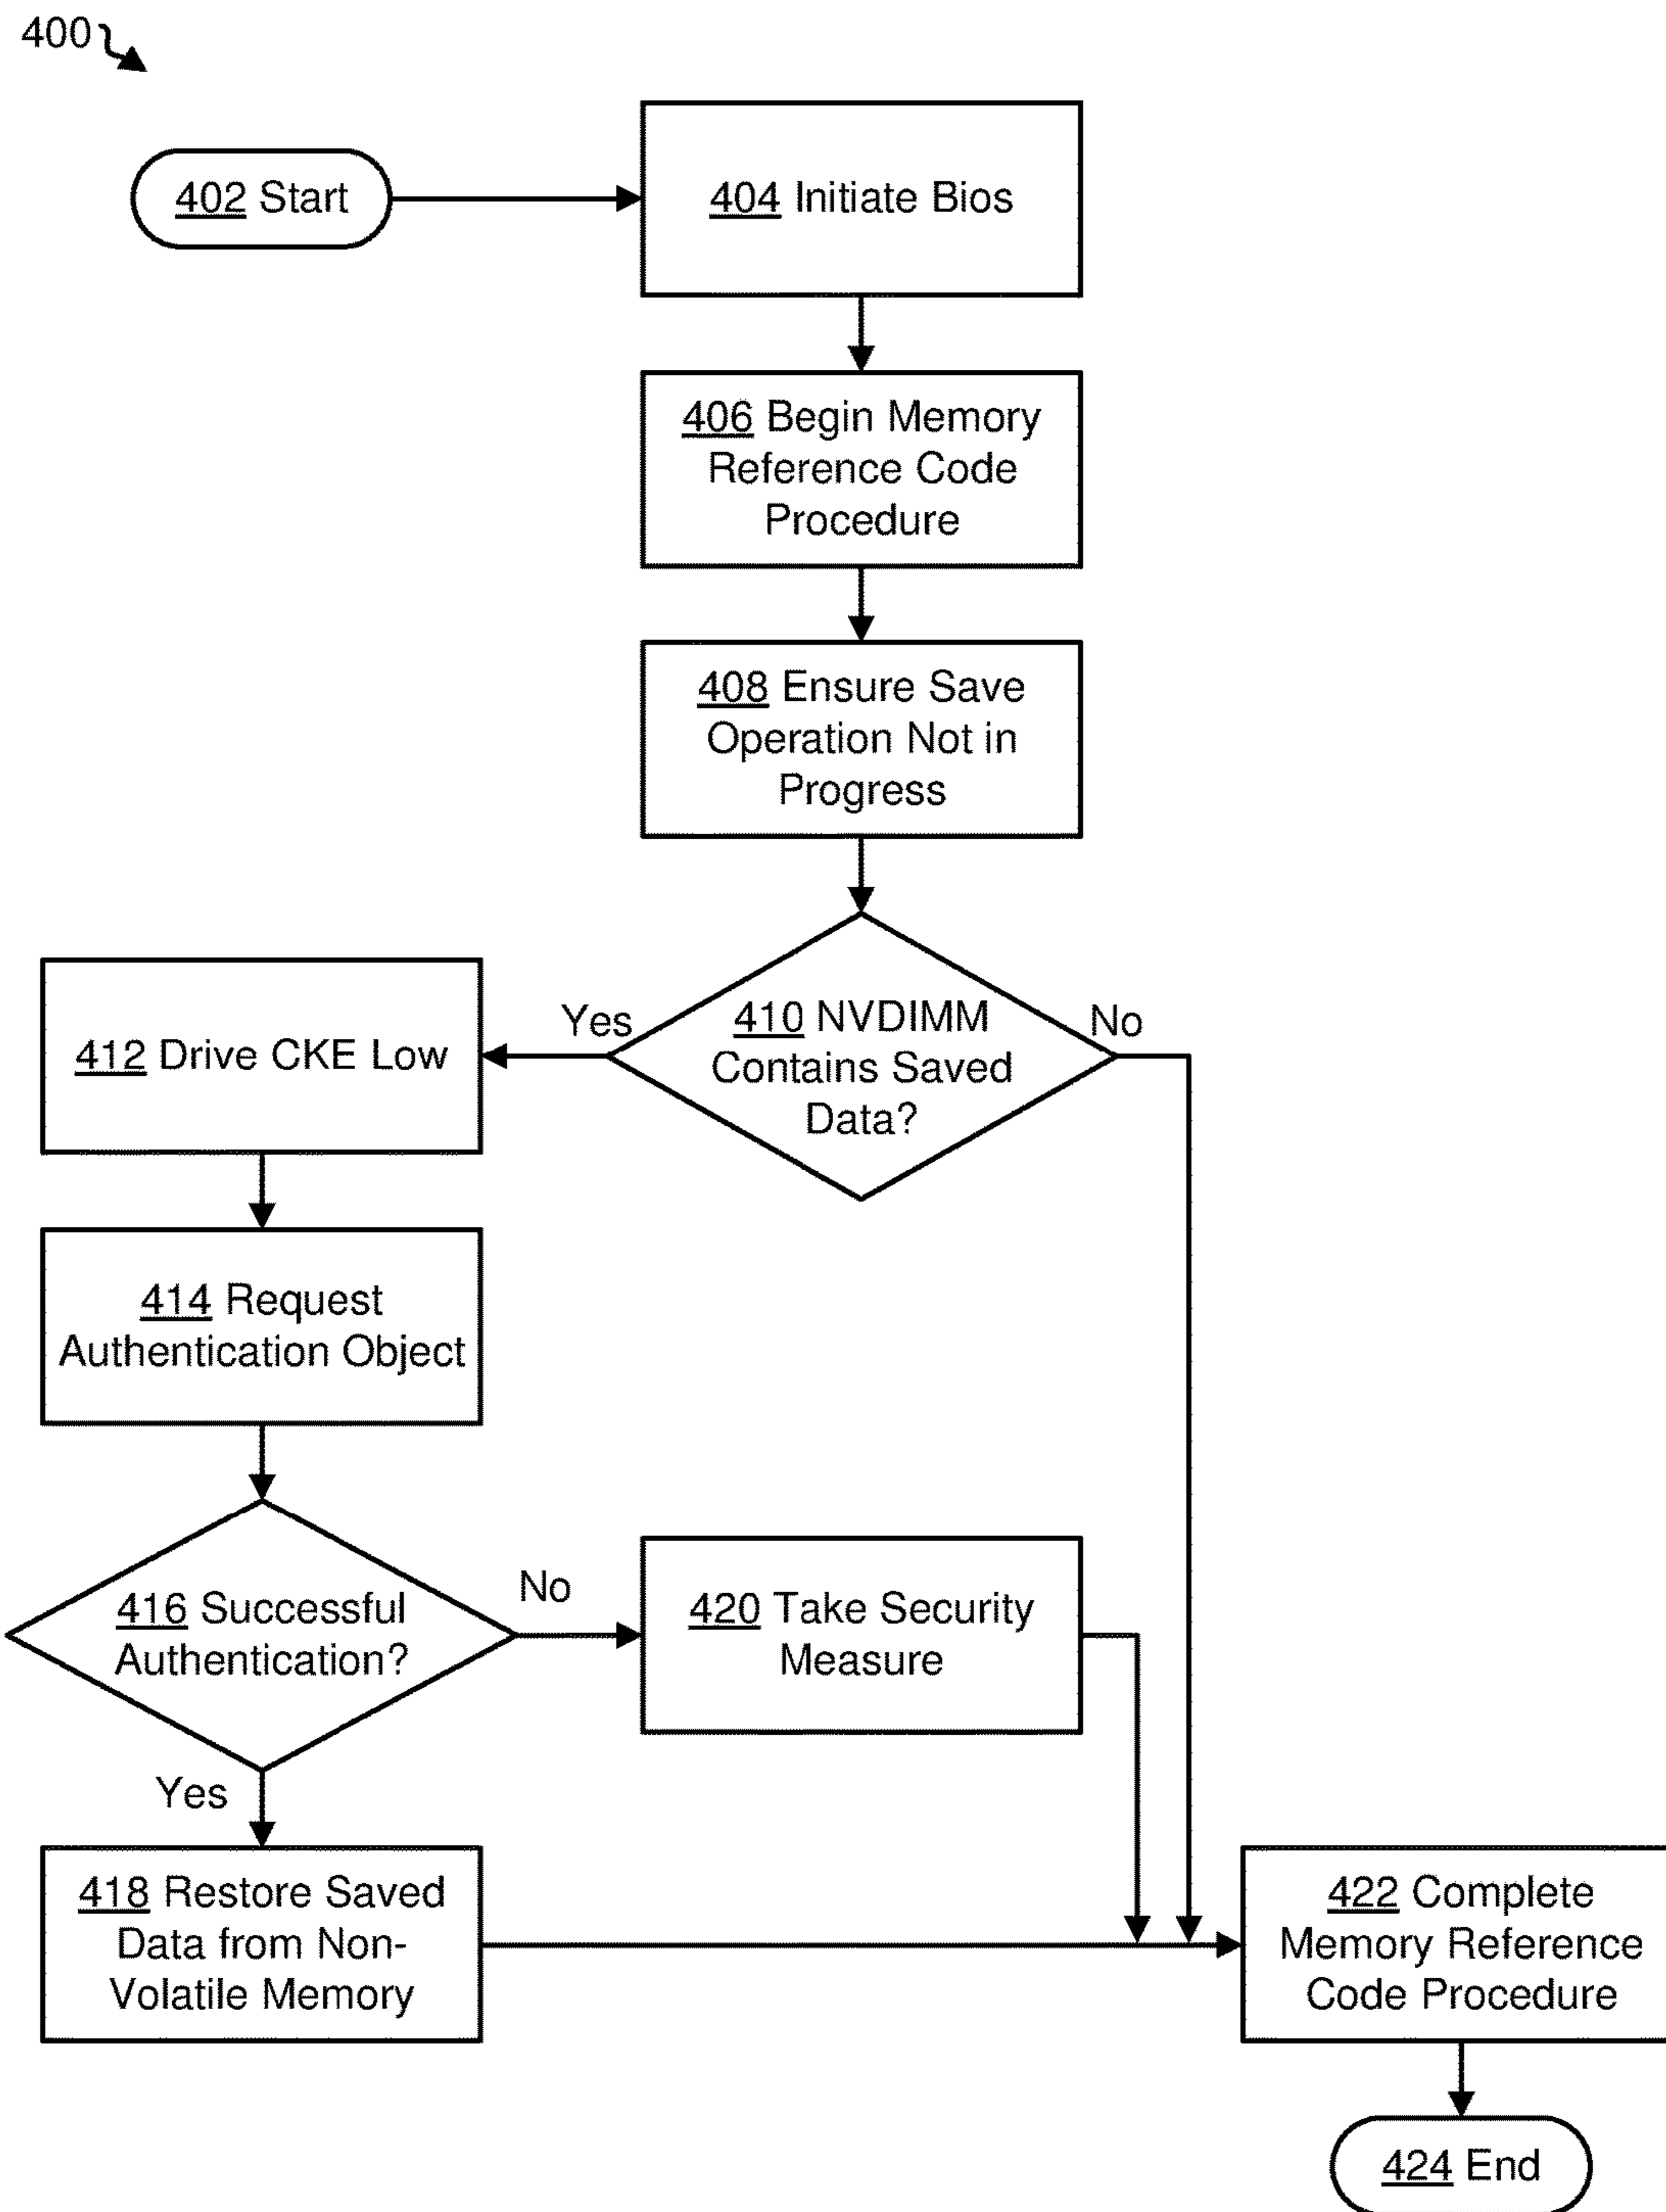 400
402 Start
404 Initiate Bios
406 Begin Memory
Reference Code
Procedure
408 Ensure Save
Operation Not in
Progress
Yes
410 NVDIMM
Contains Saved
Data?
No
412 Drive CKE Low
414 Request
Authentication Object
416 Successful
Authentication?
No
420 Take Security
Measure
Yes
418 Restore Saved
Data from Non-
Volatile Memory
422 Complete
Memory Reference
Code Procedure
424 End